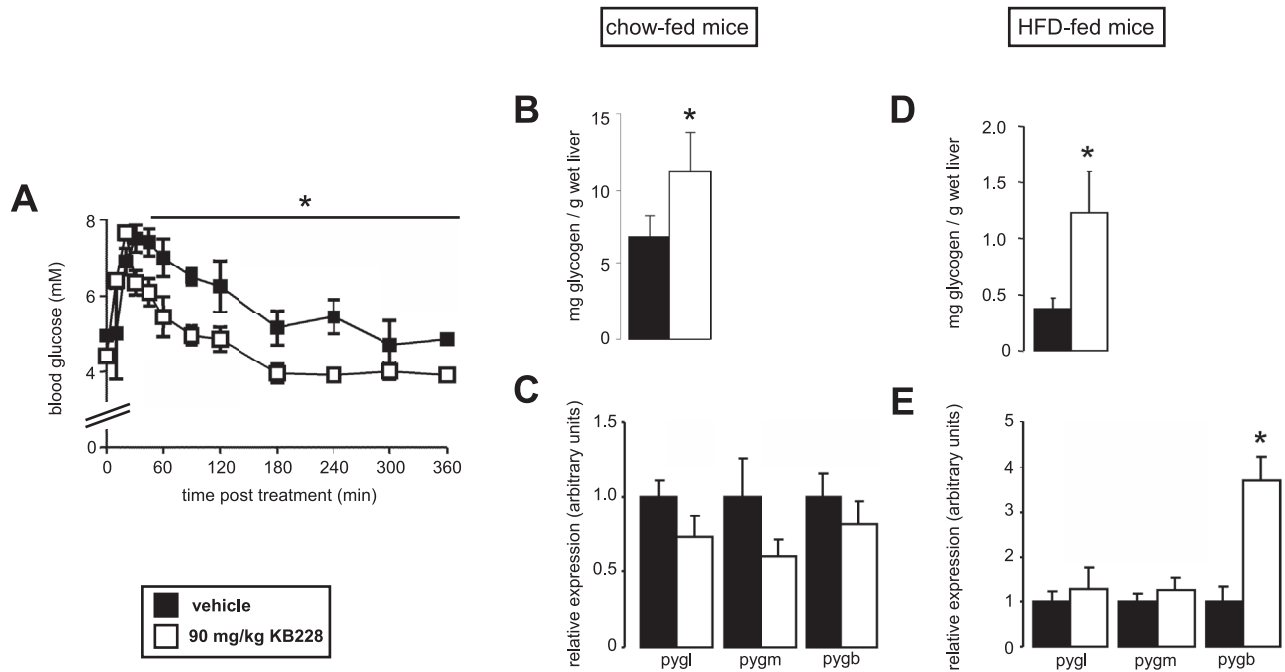 chow-fed mice
HFD-fed mice
A
*
blood glucose (mM)
8
6
4
0
0 60 120 180 240 300 360
time post treatment (min)
vehicle
90 mg/kg KB228
B
*
mg glycogen / g wet liver
15
10
5
0
C
relative expression (arbitrary units)
1.5
1.0
0.5
0
pygl pygm pygb
D
*
mg glycogen / g wet liver
2.0
1.5
1.0
0.5
0
E
*
relative expression (arbitrary units)
5
4
3
2
1
0
pygl pygm pygb